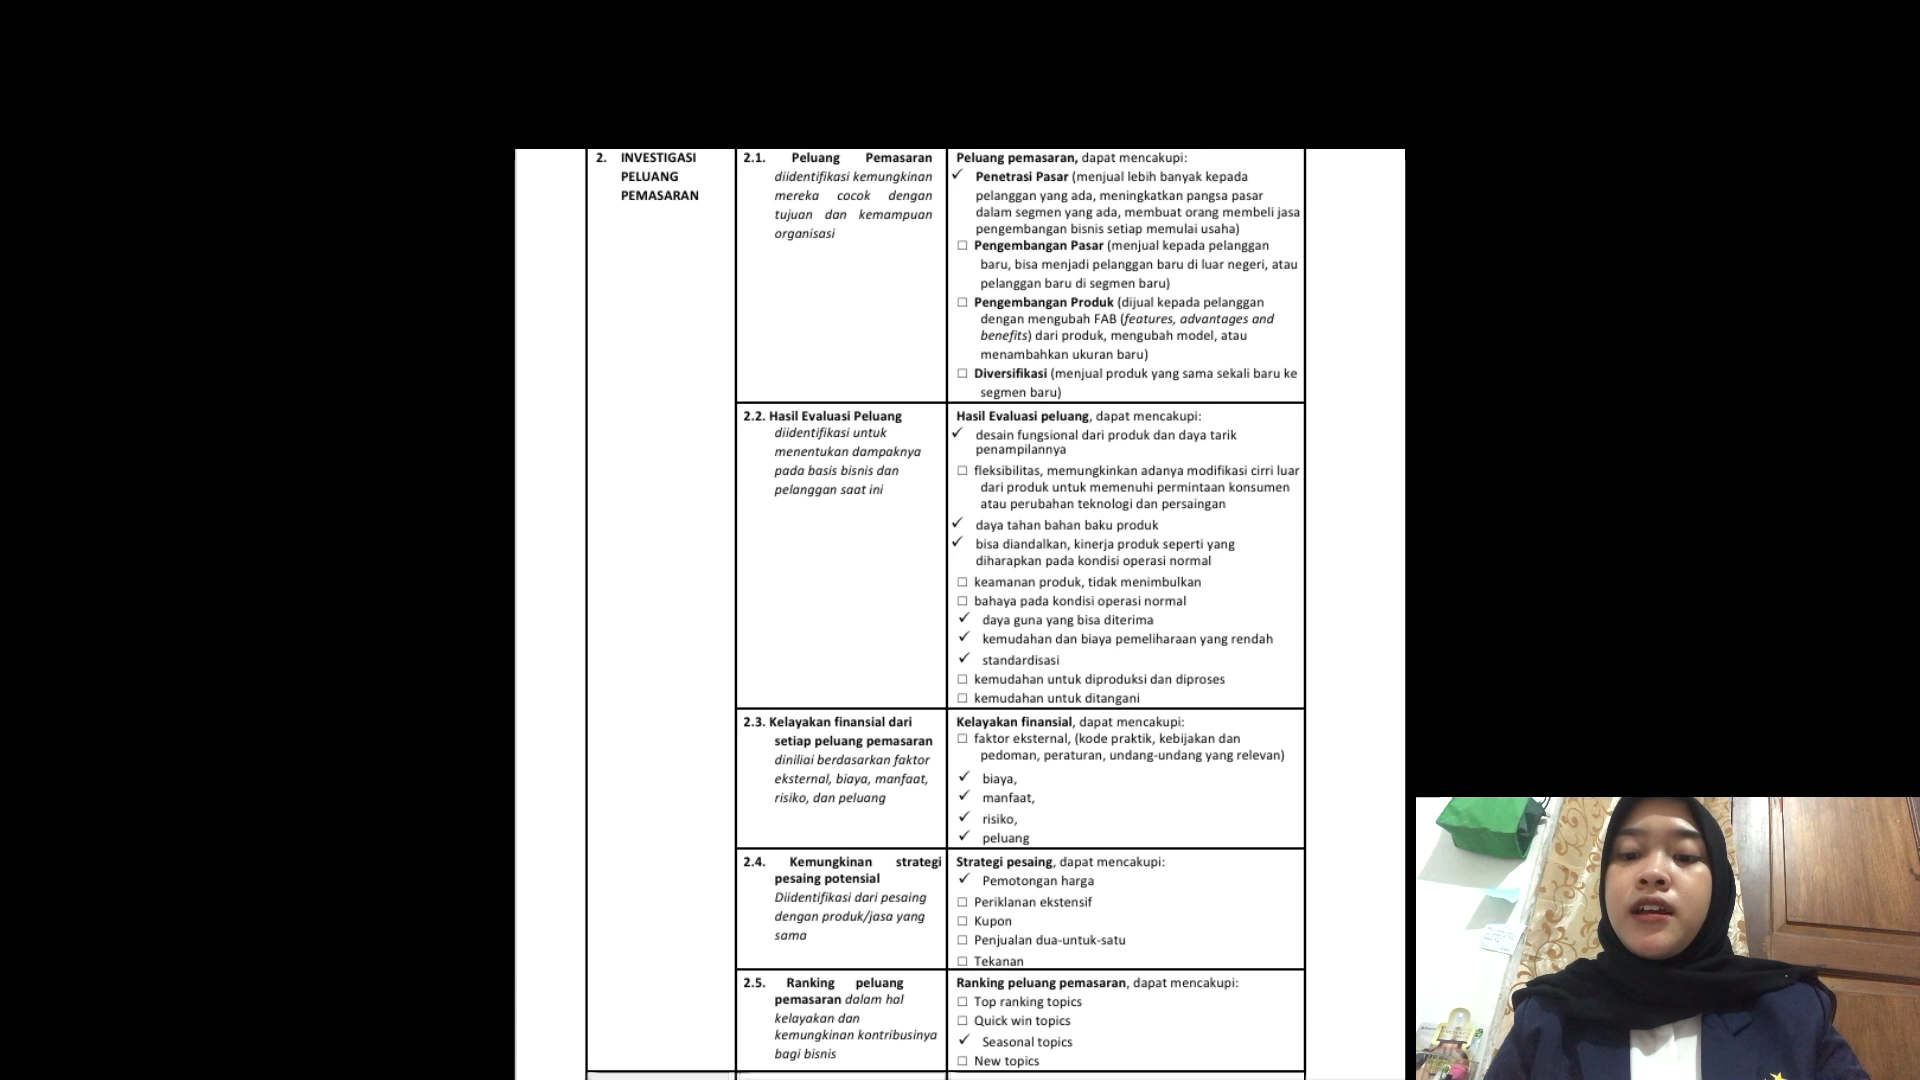 2. INVESTIGASI
PELUANG
PEMASARAN
2.1. Peluang Pemasaran
diidentifikasi kemungkinan
mereka cocok dengan
tujuan dan kemampuan
organisasi
Peluang pemasaran, dapat mencakupi:
✓ Penetrasi Pasar (menjual lebih banyak kepada
pelanggan yang ada, meningkatkan pangsa pasar
dalam segmen yang ada, membuat orang membeli jasa
pengembangan bisnis setiap memulai usaha)
☐ Pengembangan Pasar (menjual kepada pelanggan
baru, bisa menjadi pelanggan baru di luar negeri, atau
pelanggan baru di segmen baru)
☐ Pengembangan Produk (dijual kepada pelanggan
dengan mengubah FAB (features, advantages and
benefits) dari produk, mengubah model, atau
menambahkan ukuran baru)
☐ Diversifikasi (menjual produk yang sama sekali baru ke
segmen baru)
2.2. Hasil Evaluasi Peluang
diidentifikasi untuk
menentukan dampaknya
pada basis bisnis dan
pelanggan saat ini
Hasil Evaluasi peluang, dapat mencakupi:
✓ desain fungsional dari produk dan daya tarik
penampilannya
☐ fleksibilitas, memungkinkan adanya modifikasi cirri luar
dari produk untuk memenuhi permintaan konsumen
atau perubahan teknologi dan persaingan
✓ daya tahan bahan baku produk
✓ bisa diandalkan, kinerja produk seperti yang
diharapkan pada kondisi operasi normal
☐ keamanan produk, tidak menimbulkan
☐ bahaya pada kondisi operasi normal
✓ daya guna yang bisa diterima
✓ kemudahan dan biaya pemeliharaan yang rendah
✓ standardisasi
☐ kemudahan untuk diproduksi dan diproses
☐ kemudahan untuk ditangani
2.3. Kelayakan finansial dari
setiap peluang pemasaran
diniliai berdasarkan faktor
eksternal, biaya, manfaat,
risiko, dan peluang
Kelayakan finansial, dapat mencakupi:
☐ faktor eksternal, (kode praktik, kebijakan dan
pedoman, peraturan, undang-undang yang relevan)
✓ biaya,
✓ manfaat,
✓ risiko,
✓ peluang
2.4. Kemungkinan strategi
pesaing potensial
Diidentifikasi dari pesaing
dengan produk/jasa yang
sama
Strategi pesaing, dapat mencakupi:
✓ Pemotongan harga
☐ Periklanan ekstensif
☐ Kupon
☐ Penjualan dua-untuk-satu
☐ Tekanan
2.5. Ranking peluang
pemasaran dalam hal
kelayakan dan
kemungkinan kontribusinya
bagi bisnis
Ranking peluang pemasaran, dapat mencakupi:
☐ Top ranking topics
☐ Quick win topics
✓ Seasonal topics
☐ New topics